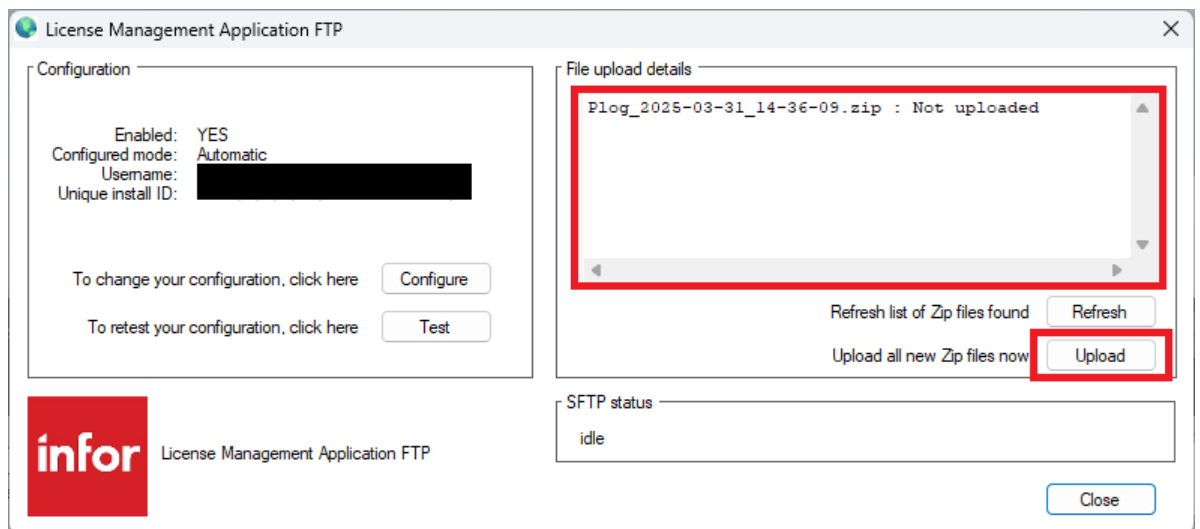 License Management Application FTP
Configuration
Enabled: YES
Configured mode: Automatic
Username:
Unique install ID:
To change your configuration, click here Configure
To retest your configuration, click here Test
File upload details
Plog_2025-03-31_14-36-09.zip : Not uploaded
Refresh list of Zip files found Refresh
Upload all new Zip files now Upload
SFTP status
idle
infor
License Management Application FTP
Close